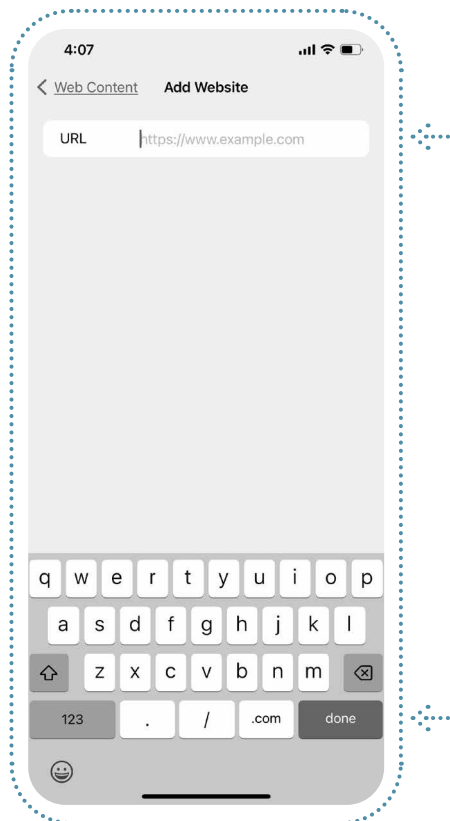 4:07
Web Content Add Website
URL https://www.example.com
q w e r t y u i o p
a s d f g h j k l
z x c v b n m
123 . / .com done